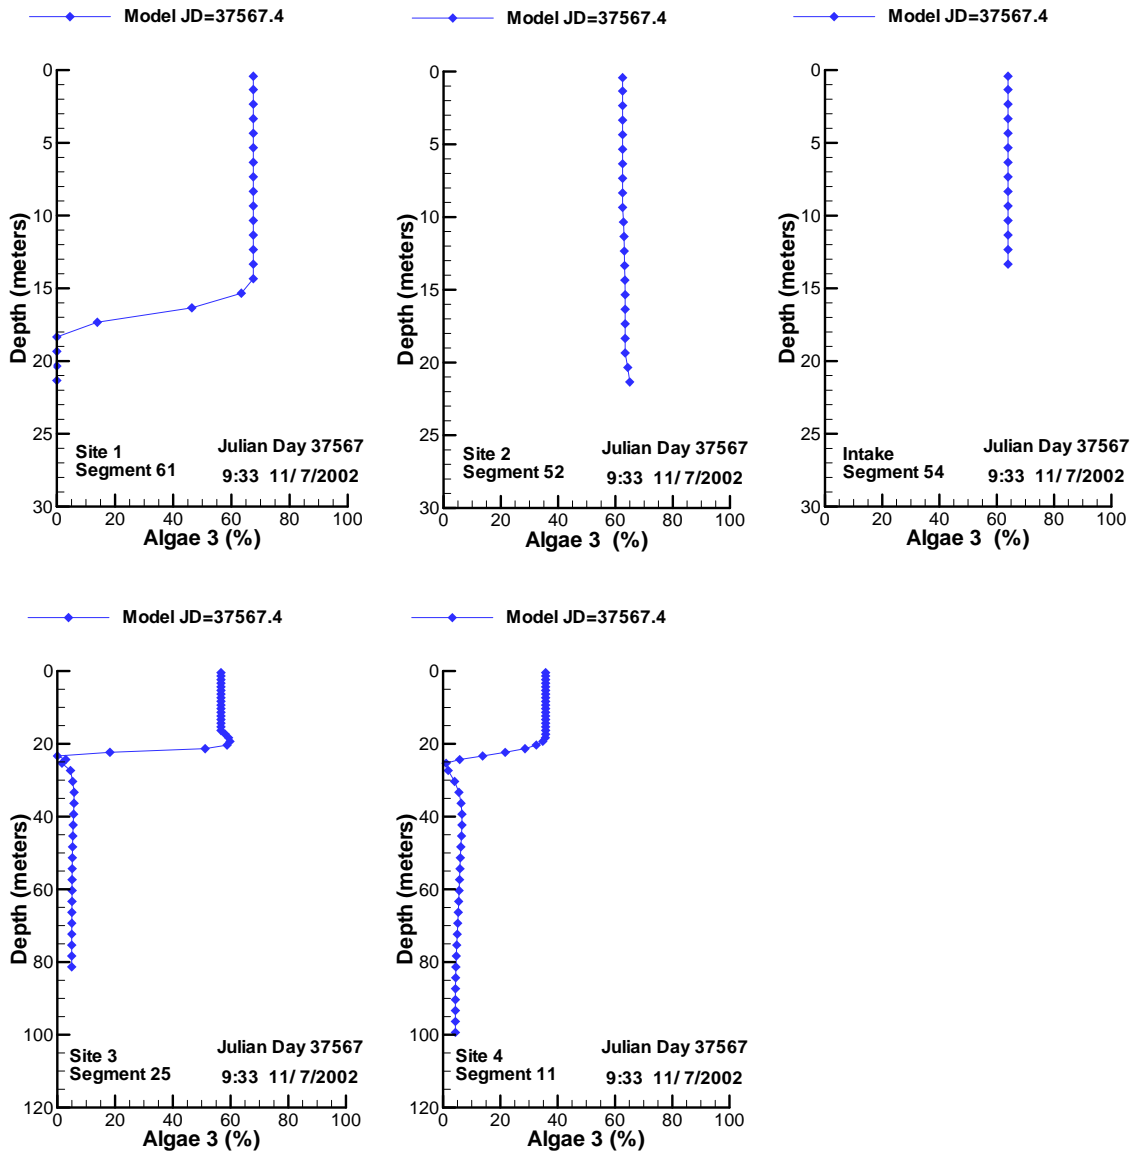 Model JD=37567.4
0
5
10
15
20
25
30
0 20 40 60 80 100
Depth (meters)
Algae 3 (%)
Site 1
Segment 61
Julian Day 37567
9:33 11/ 7/2002
Model JD=37567.4
0
5
10
15
20
25
30
0 20 40 60 80 100
Depth (meters)
Algae 3 (%)
Site 2
Segment 52
Julian Day 37567
9:33 11/ 7/2002
Model JD=37567.4
0
5
10
15
20
25
30
0 20 40 60 80 100
Depth (meters)
Algae 3 (%)
Intake
Segment 54
Julian Day 37567
9:33 11/ 7/2002
Model JD=37567.4
0
20
40
60
80
100
120
0 20 40 60 80 100
Depth (meters)
Algae 3 (%)
Site 3
Segment 25
Julian Day 37567
9:33 11/ 7/2002
Model JD=37567.4
0
20
40
60
80
100
120
0 20 40 60 80 100
Depth (meters)
Algae 3 (%)
Site 4
Segment 11
Julian Day 37567
9:33 11/ 7/2002